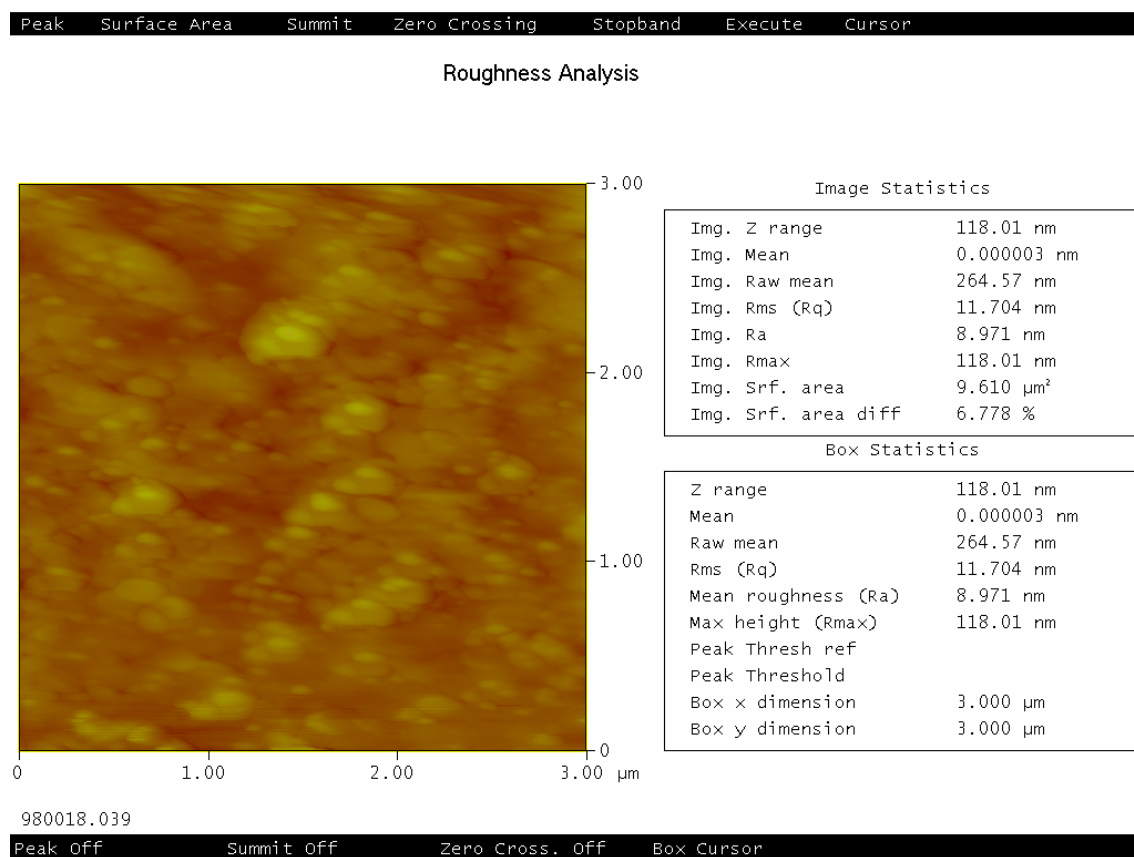 Peak Surface Area Summit Zero Crossing Stopband Execute Cursor
Roughness Analysis
3.00
2.00
1.00
0
0 1.00 2.00 3.00 µm
Image Statistics
Img. Z range 118.01 nm
Img. Mean 0.000003 nm
Img. Raw mean 264.57 nm
Img. Rms (Rq) 11.704 nm
Img. Ra 8.971 nm
Img. Rmax 118.01 nm
Img. Srf. area 9.610 µm²
Img. Srf. area diff 6.778 %
Box Statistics
Z range 118.01 nm
Mean 0.000003 nm
Raw mean 264.57 nm
Rms (Rq) 11.704 nm
Mean roughness (Ra) 8.971 nm
Max height (Rmax) 118.01 nm
Peak Thresh ref
Peak Threshold
Box x dimension 3.000 µm
Box y dimension 3.000 µm
980018.039
Peak Off Summit Off Zero Cross. Off Box Cursor